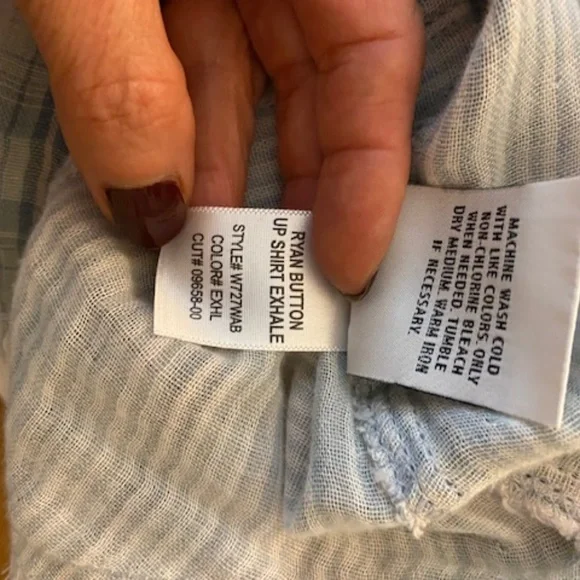 RYAN BUTTON
UP SHIRT EXHALE
STYLE# W727WAB
COLOR# EXHL
CUT# 09658-00
MACHINE WASH COLD
WITH LIKE COLORS. ONLY
NON-CHLORINE BLEACH
WHEN NEEDED. TUMBLE
DRY MEDIUM. WARM IRON
IF NECESSARY.